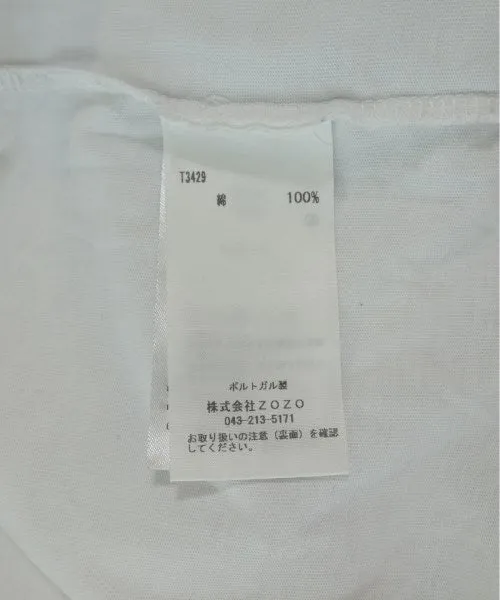 T3429
綿 100%
ポルトガル製
株式会社ZOZO
043-213-5171
お取り扱いの注意(裏面)を確認
してください。